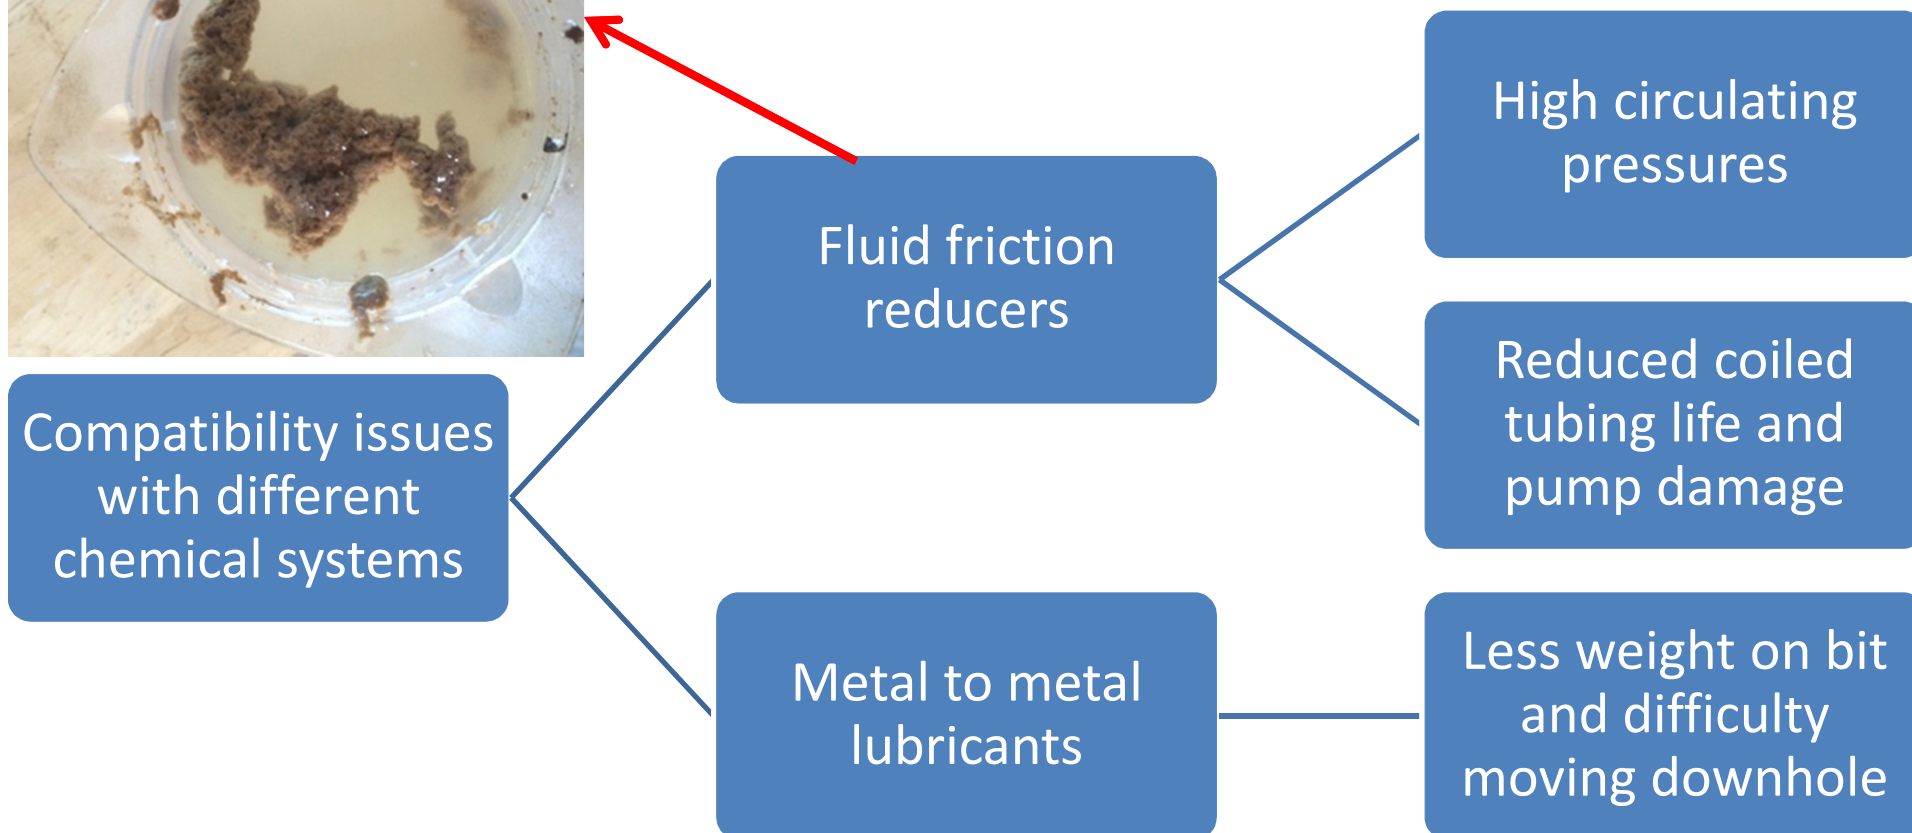 Compatibility issues
with different
chemical systems
Fluid friction
reducers
Metal to metal
lubricants
High circulating
pressures
Reduced coiled
tubing life and
pump damage
Less weight on bit
and difficulty
moving downhole